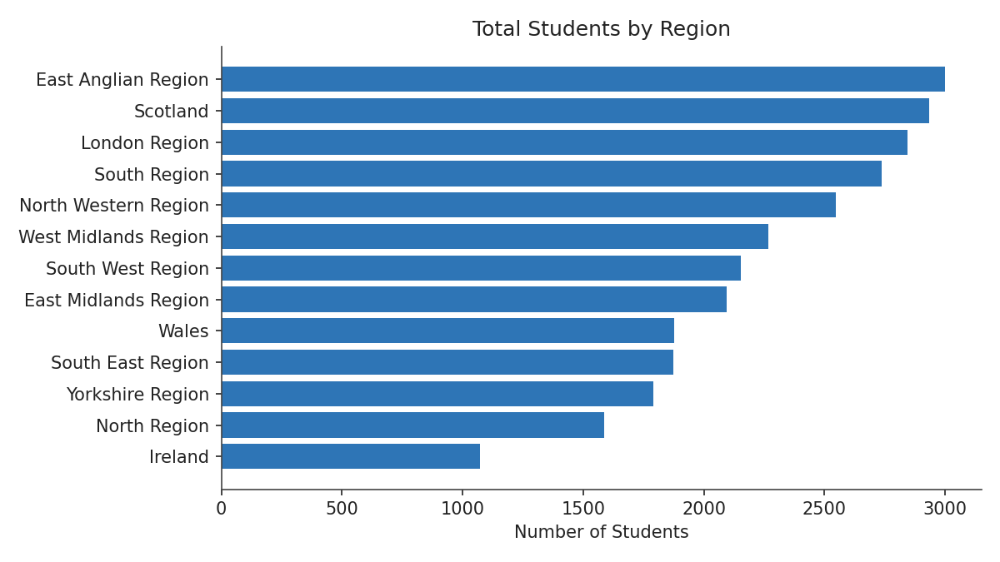 Total Students by Region
East Anglian Region
Scotland
London Region
South Region
North Western Region
West Midlands Region
South West Region
East Midlands Region
Wales
South East Region
Yorkshire Region
North Region
Ireland
0 500 1000 1500 2000 2500 3000
Number of Students